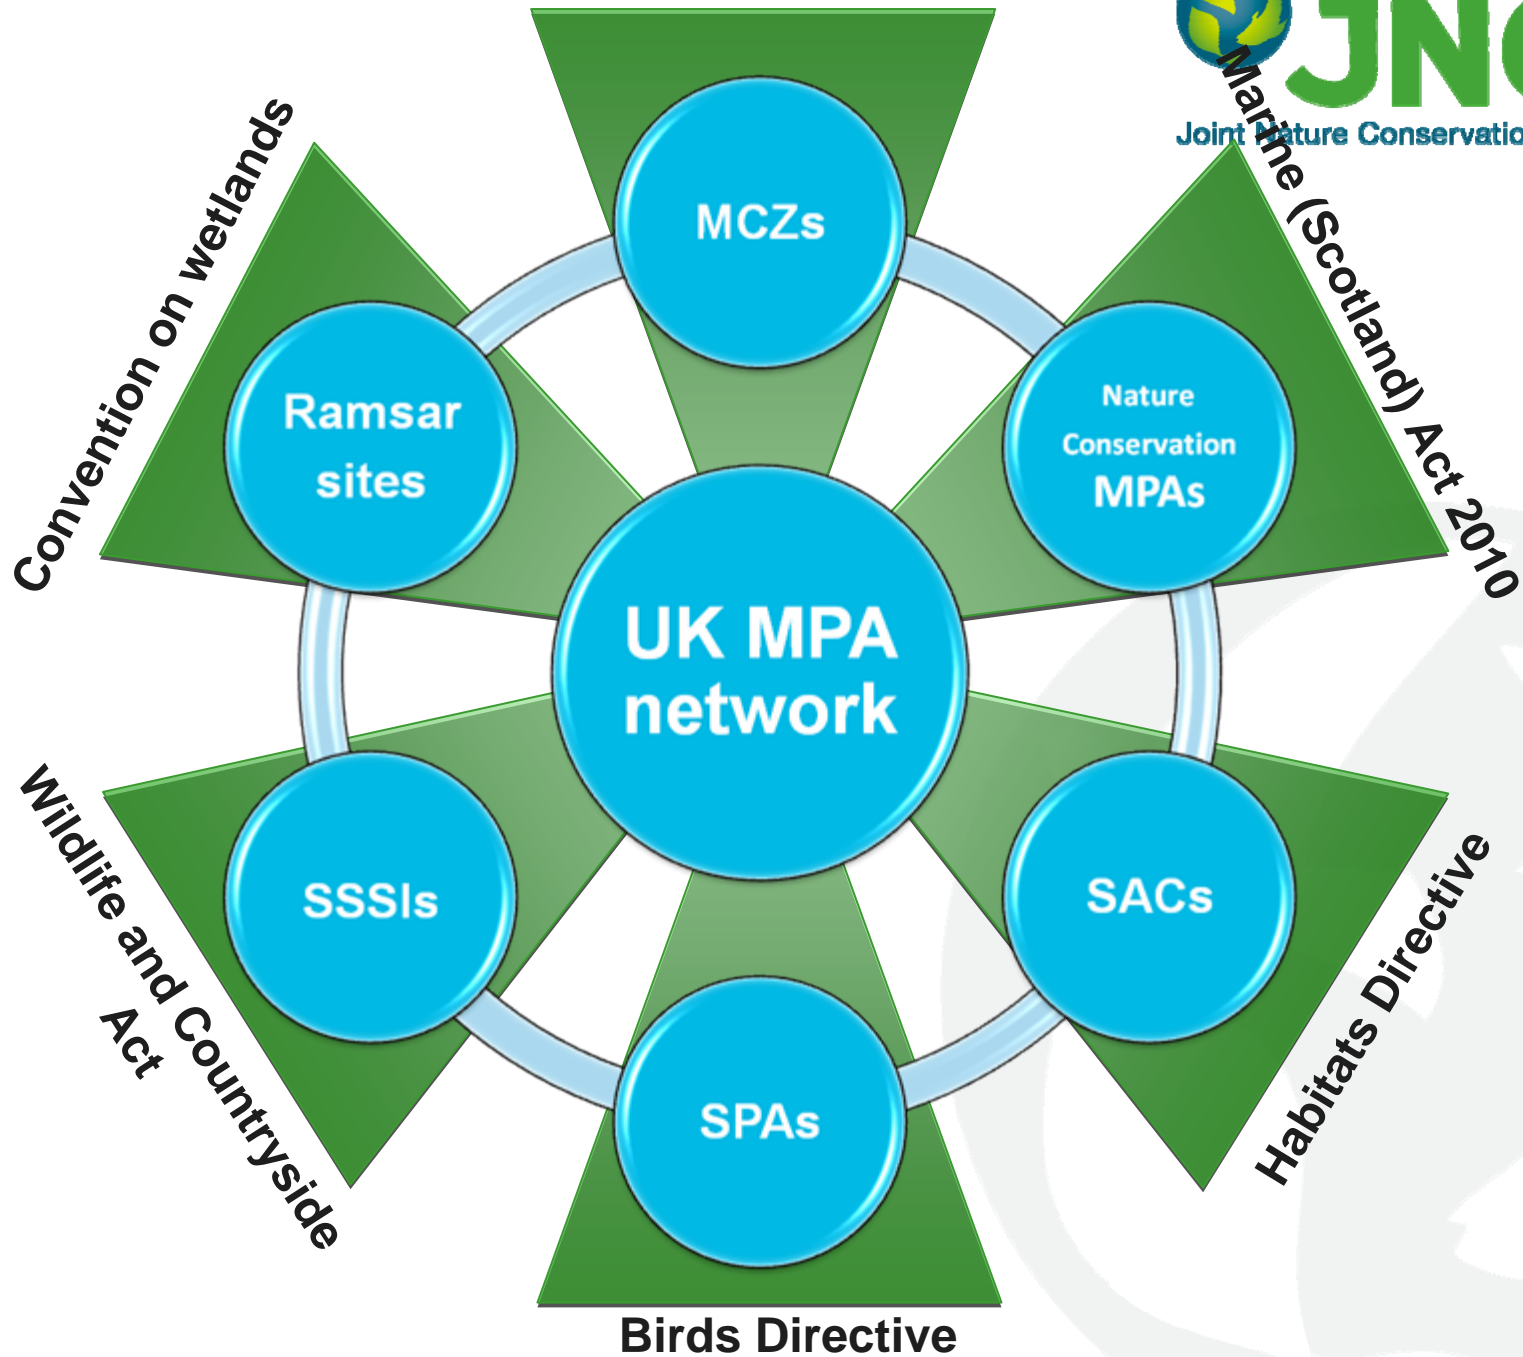 JNC
Joint Nature Conservatio
MCZs
Marine (Scotland) Act 2010
Nature
Conservation
MPAs
Convention on wetlands
Ramsar
sites
UK MPA
network
SACs
Habitats Directive
SSSIs
Wildlife and Countryside
Act
SPAs
Birds Directive